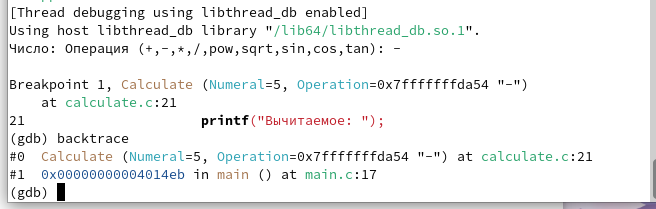 [Thread debugging using libthread_db enabled]
Using host libthread_db library "/lib64/libthread_db.so.1".
Число: Операция (+,-,*,/,pow,sqrt,sin,cos,tan): -
Breakpoint 1, Calculate (Numeral=5, Operation=0x7fffffffda54 "-")
    at calculate.c:21
21                      printf("Вычитаемое: ");
(gdb) backtrace
#0  Calculate (Numeral=5, Operation=0x7fffffffda54 "-") at calculate.c:21
#1  0x00000000004014eb in main () at main.c:17
(gdb)